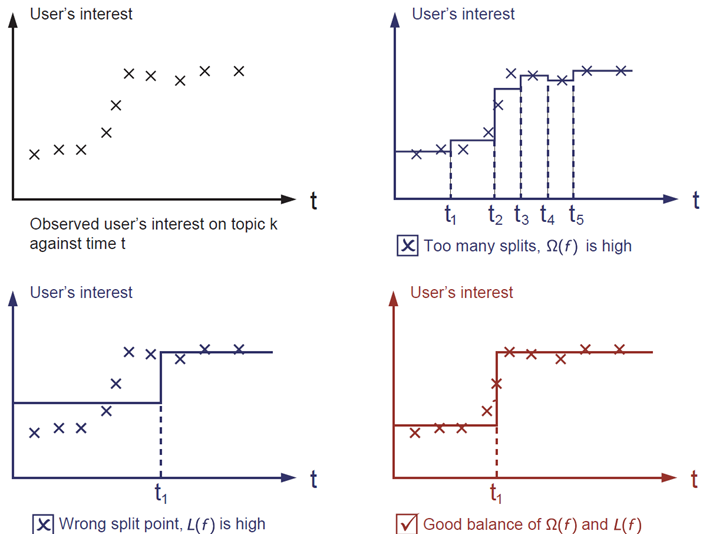 User's interest
t
Observed user's interest on topic k
against time t
User's interest
t
t₁ t₂ t₃ t₄ t₅
Too many splits, Ω(f) is high
User's interest
t
t₁
Wrong split point, L(f) is high
User's interest
t
t₁
Good balance of Ω(f) and L(f)